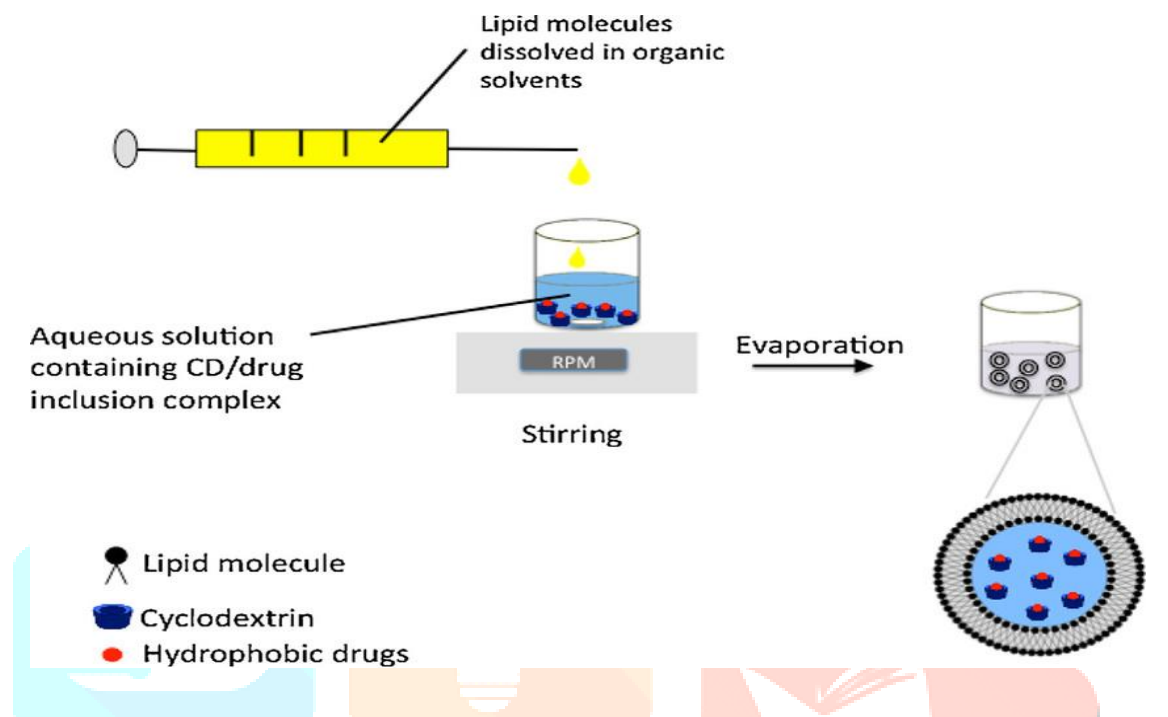 Lipid molecules
dissolved in organic
solvents
Aqueous solution
containing CD/drug
inclusion complex
RPM
Stirring
Evaporation
Lipid molecule
Cyclodextrin
Hydrophobic drugs